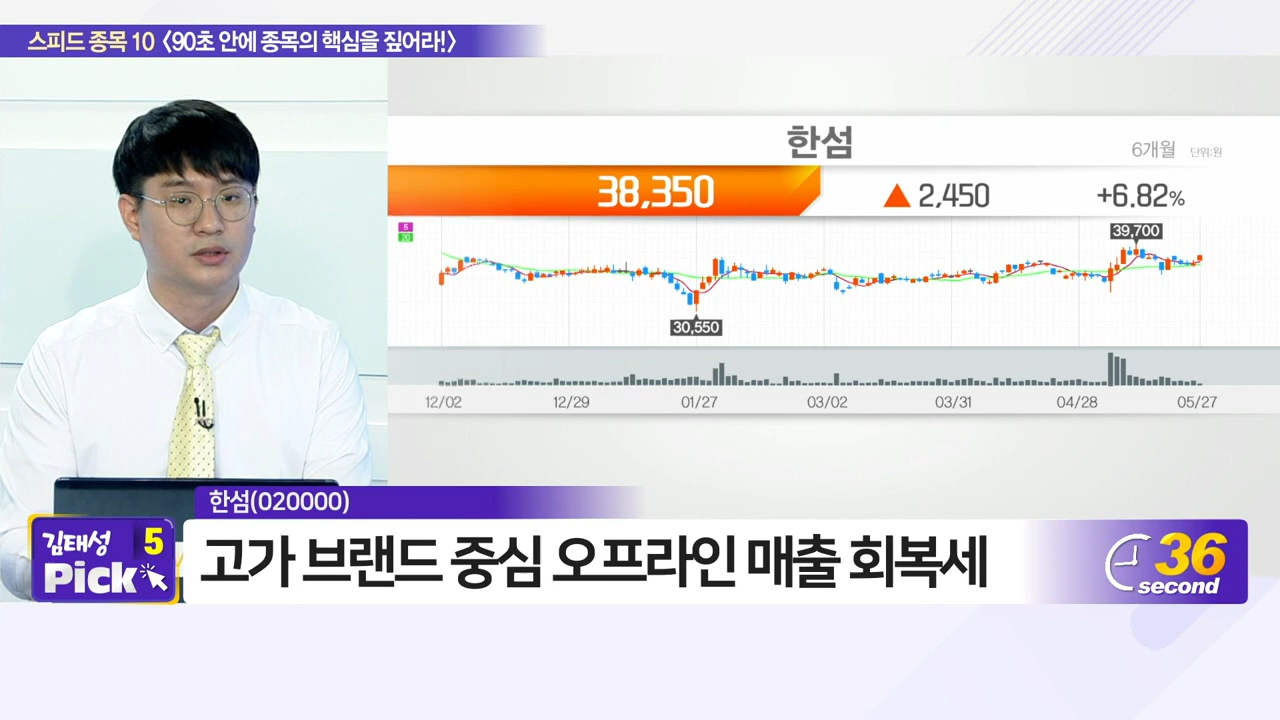 스피드 종목 10 〈90초 안에 종목의 핵심을 짚어라!〉
한섬
6개월 단위:원
38,350 ▲ 2,450 +6.82%
5
20
39,700
30,550
12/02 12/29 01/27 03/02 03/31 04/28 05/27
한섬(020000)
김태성 5
Pick
고가 브랜드 중심 오프라인 매출 회복세
36
second